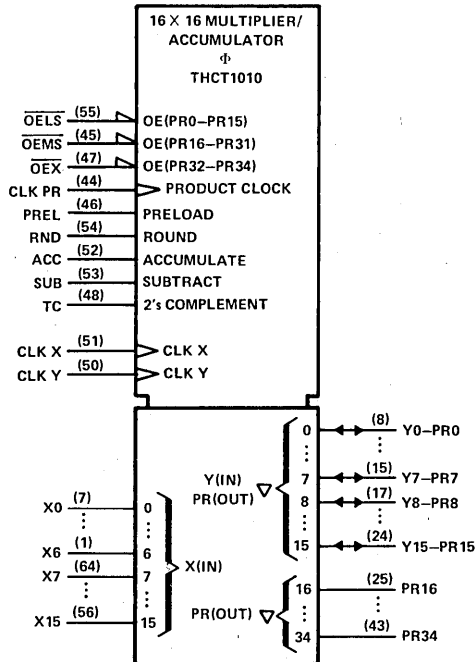 16 X 16 MULTIPLIER/
ACCUMULATOR
Φ
THCT1010
OELS (55) OE(PR0–PR15)
OEMS (45) OE(PR16–PR31)
OEX (47) OE(PR32–PR34)
CLK PR (44) PRODUCT CLOCK
PREL (46) PRELOAD
RND (54) ROUND
ACC (52) ACCUMULATE
SUB (53) SUBTRACT
TC (48) 2's COMPLEMENT
CLK X (51) CLK X
CLK Y (50) CLK Y
0 (8) Y0–PR0
Y(IN) 7 (15) Y7–PR7
PR(OUT) 8 (17) Y8–PR8
15 (24) Y15–PR15
X0 (7) 0
X6 (1) 6
X7 (64) 7 X(IN)
X15 (56) 15
16 (25) PR16
PR(OUT)
34 (43) PR34